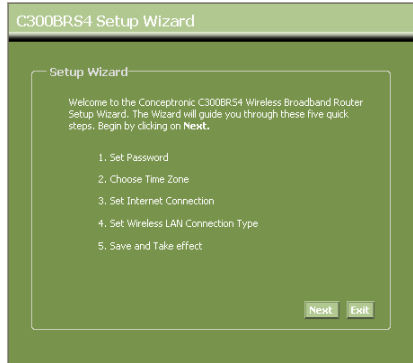 C300BRS4 Setup Wizard
Setup Wizard
Welcome to the Conceptronic C300BRS4 Wireless Broadband Router
Setup Wizard. The Wizard will guide you through these five quick
steps. Begin by clicking on Next.
1. Set Password
2. Choose Time Zone
3. Set Internet Connection
4. Set Wireless LAN Connection Type
5. Save and Take effect
Next Exit